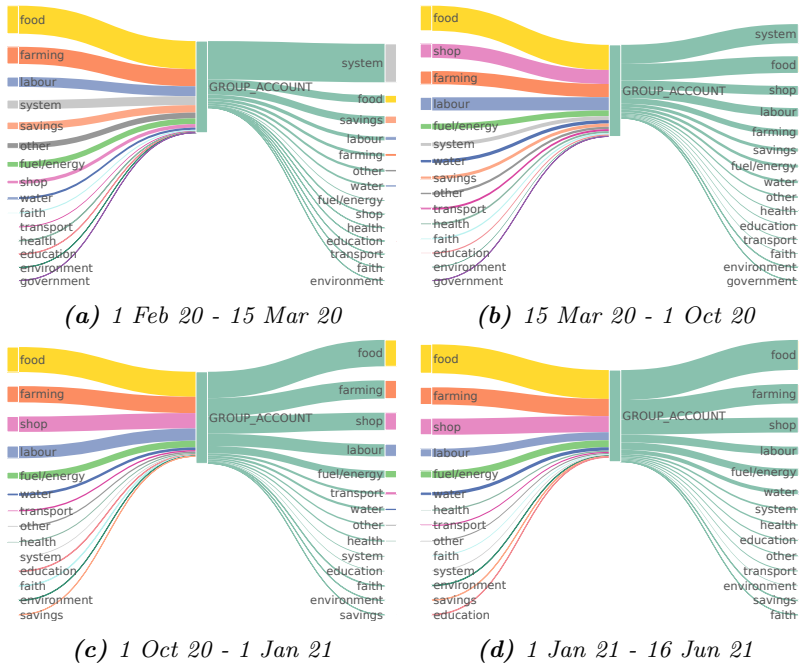 food
farming
labour
system
savings
other
fuel/energy
shop
water
faith
transport
health
education
environment
government
GROUP_ACCOUNT
system
food
savings
labour
farming
other
water
fuel/energy
shop
health
education
transport
faith
environment
(a) 1 Feb 20 - 15 Mar 20
food
shop
farming
labour
fuel/energy
system
water
savings
other
transport
health
faith
education
environment
government
GROUP_ACCOUNT
system
food
shop
labour
farming
savings
fuel/energy
water
other
health
education
transport
faith
environment
government
(b) 15 Mar 20 - 1 Oct 20
food
farming
shop
labour
fuel/energy
water
transport
other
health
system
education
faith
environment
savings
GROUP_ACCOUNT
food
farming
shop
labour
fuel/energy
transport
water
other
health
system
education
faith
environment
savings
(c) 1 Oct 20 - 1 Jan 21
food
farming
shop
labour
fuel/energy
water
health
transport
other
faith
system
environment
savings
education
GROUP_ACCOUNT
food
farming
shop
labour
fuel/energy
water
system
health
education
other
transport
environment
savings
faith
(d) 1 Jan 21 - 16 Jun 21